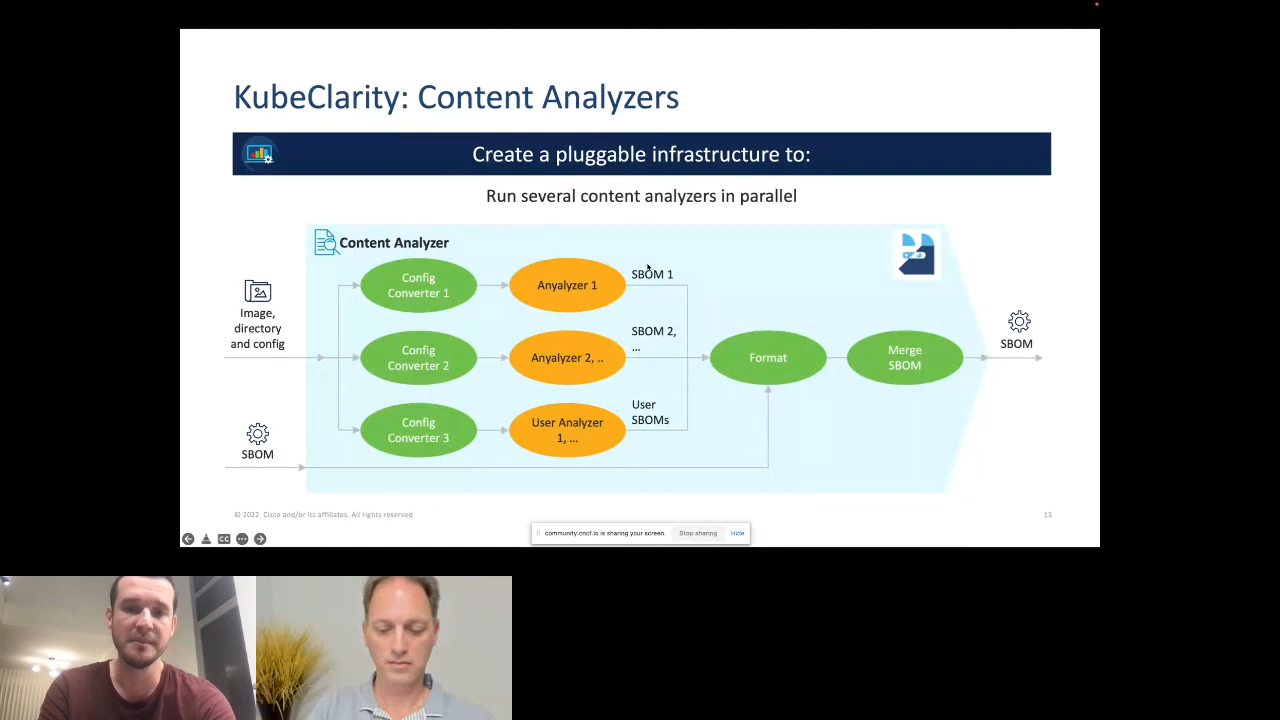 KubeClarity: Content Analyzers
Create a pluggable infrastructure to:
Run several content analyzers in parallel
Content Analyzer
Image,
directory
and config
SBOM
Config
Converter 1
Anyalyzer 1
SBOM 1
Config
Converter 2
Anyalyzer 2, ..
SBOM 2,
...
Config
Converter 3
User Analyzer
1, ...
User
SBOMs
Format
Merge
SBOM
SBOM
© 2022 Cisco and/or its affiliates. All rights reserved
13
CC
community.cncf.io is sharing your screen.
Stop sharing
Hide